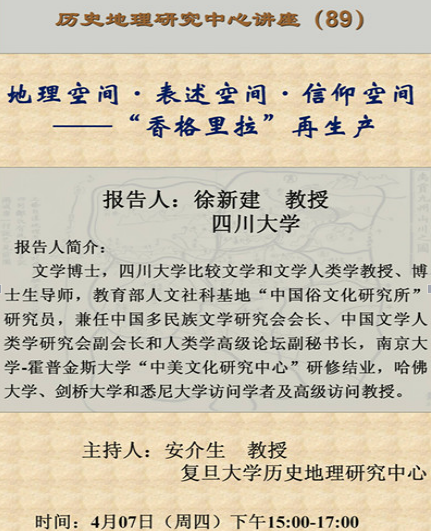 历史地理研究中心讲座（89）
地理空间·表述空间·信仰空间
——“香格里拉”再生产
报告人：徐新建 教授
四川大学
报告人简介：
文学博士，四川大学比较文学和文学人类学教授、博
士生导师，教育部人文社科基地“中国俗文化研究所”
研究员，兼任中国多民族文学研究会会长、中国文学人
类学研究会副会长和人类学高级论坛副秘书长，南京大
学-霍普金斯大学“中美文化研究中心”研修结业，哈佛
大学、剑桥大学和悉尼大学访问学者及高级访问教授。
主持人：安介生 教授
复旦大学历史地理研究中心
时间：4月07日（周四）下午15:00-17:00